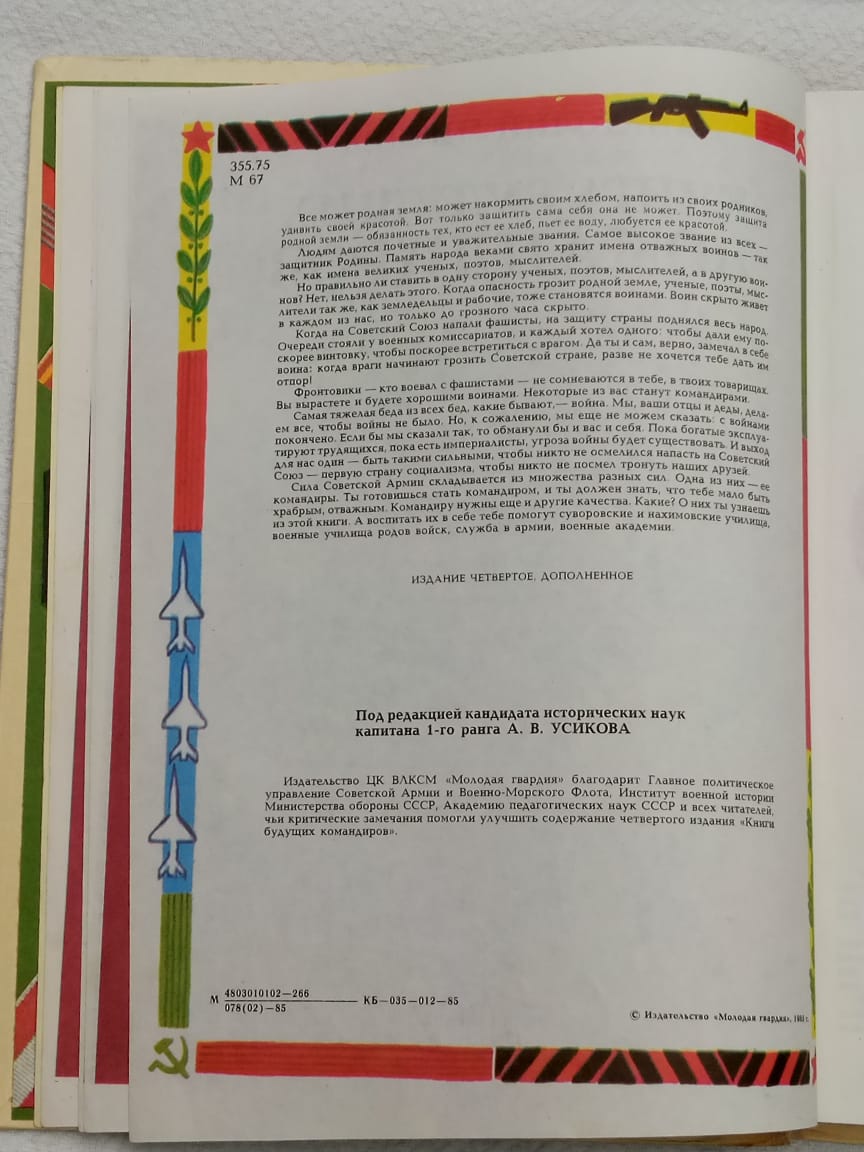 355.75
М 67
Все может родная земля: может накормить своим хлебом, напоить из своих родников,
удивить своей красотой. Вот только защитить сама себя она не может. Поэтому защита
родной земли — обязанность тех, кто ест ее хлеб, пьет ее воду, любуется ее красотой.
Людям даются почетные и уважительные звания. Самое высокое звание из всех —
защитник Родины. Память народа веками свято хранит имена отважных воинов — так
же, как имена великих ученых, поэтов, мыслителей.
Но правильно ли ставить в одну сторону ученых, поэтов, мыслителей, а в другую вои-
нов? Нет, нельзя делать этого. Когда опасность грозит родной земле, ученые, поэты, мыс-
лители так же, как земледельцы и рабочие, тоже становятся воинами. Воин скрыто живет
в каждом из нас, но только до грозного часа скрыто.
Когда на Советский Союз напали фашисты, на защиту страны поднялся весь народ.
Очереди стояли у военных комиссариатов, и каждый хотел одного: чтобы дали ему по-
скорее винтовку, чтобы поскорее встретиться с врагом. Да ты и сам, верно, замечал в себе
воина: когда враги начинают грозить Советской стране, разве не хочется тебе дать им
отпор!
Фронтовики — кто воевал с фашистами — не сомневаются в тебе, в твоих товарищах.
Вы вырастете и будете хорошими воинами. Некоторые из вас станут командирами.
Самая тяжелая беда из всех бед, какие бывают,— война. Мы, ваши отцы и деды, дела-
ем все, чтобы войны не было. Но, к сожалению, мы еще не можем сказать: с войнами
покончено. Если бы мы сказали так, то обманули бы и вас и себя. Пока богатые эксплуа-
тируют трудящихся, пока есть империалисты, угроза войны будет существовать. И выход
для нас один — быть такими сильными, чтобы никто не осмелился напасть на Советский
Союз — первую страну социализма, чтобы никто не посмел тронуть наших друзей.
Сила Советской Армии складывается из множества разных сил. Одна из них — ее
командиры. Ты готовишься стать командиром, и ты должен знать, что тебе мало быть
храбрым, отважным. Командиру нужны еще и другие качества. Какие? О них ты узнаешь
из этой книги. А воспитать их в себе тебе помогут суворовские и нахимовские училища,
военные училища родов войск, служба в армии, военные академии.
ИЗДАНИЕ ЧЕТВЕРТОЕ, ДОПОЛНЕННОЕ
Под редакцией кандидата исторических наук
капитана 1-го ранга А. В. УСИКОВА
Издательство ЦК ВЛКСМ «Молодая гвардия» благодарит Главное политическое
управление Советской Армии и Военно-Морского Флота, Институт военной истории
Министерства обороны СССР, Академию педагогических наук СССР и всех читателей,
чьи критические замечания помогли улучшить содержание четвертого издания «Книги
будущих командиров».
М 4803010102—266
078(02)—85 КБ—035—012—85
© Издательство «Молодая гвардия», 1985 г.